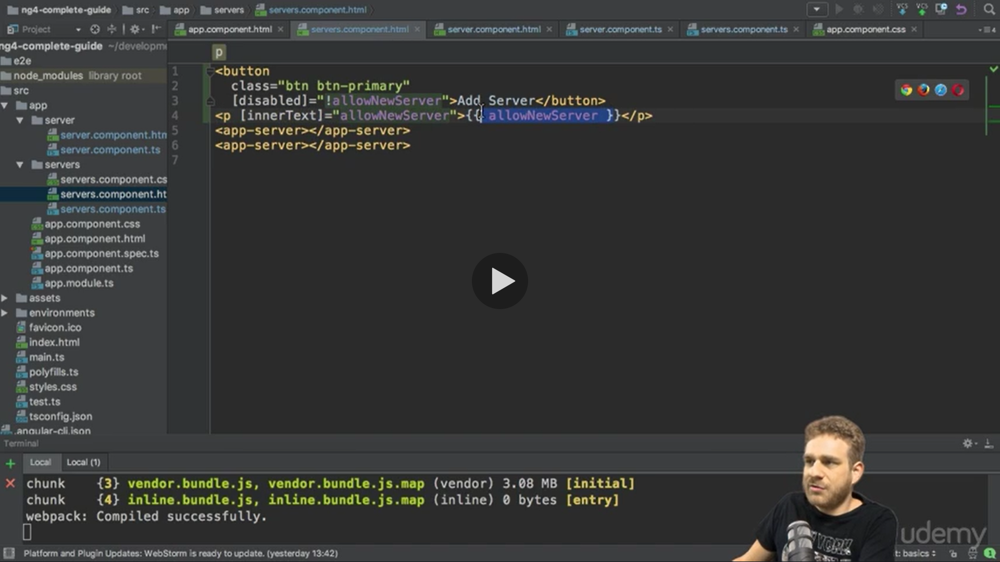 ng4-complete-guide src app servers servers.component.html
Project
app.component.html servers.component.html server.component.html server.component.ts servers.component.ts app.component.css
4
ng4-complete-guide ~/developme
p
e2e
node_modules library root
src
app
server
server.component.htm
server.component.ts
servers
servers.component.cs
servers.component.ht
servers.component.ts
app.component.css
app.component.html
app.component.spec.ts
app.component.ts
app.module.ts
assets
environments
favicon.ico
index.html
main.ts
polyfills.ts
styles.css
test.ts
tsconfig.json
.angular-cli.json
1 <button
2 class="btn btn-primary"
3 [disabled]="!allowNewServer">Add Server</button>
4 <p [innerText]="allowNewServer">{{ allowNewServer }}</p>
5 <app-server></app-server>
6 <app-server></app-server>
7
Terminal
Local Local (1)
chunk {3} vendor.bundle.js, vendor.bundle.js.map (vendor) 3.08 MB [initial]
chunk {4} inline.bundle.js, inline.bundle.js.map (inline) 0 bytes [entry]
webpack: Compiled successfully.
NEW YORK
udemy
Platform and Plugin Updates: WebStorm is ready to update. (yesterday 13:42)
t: basics
1